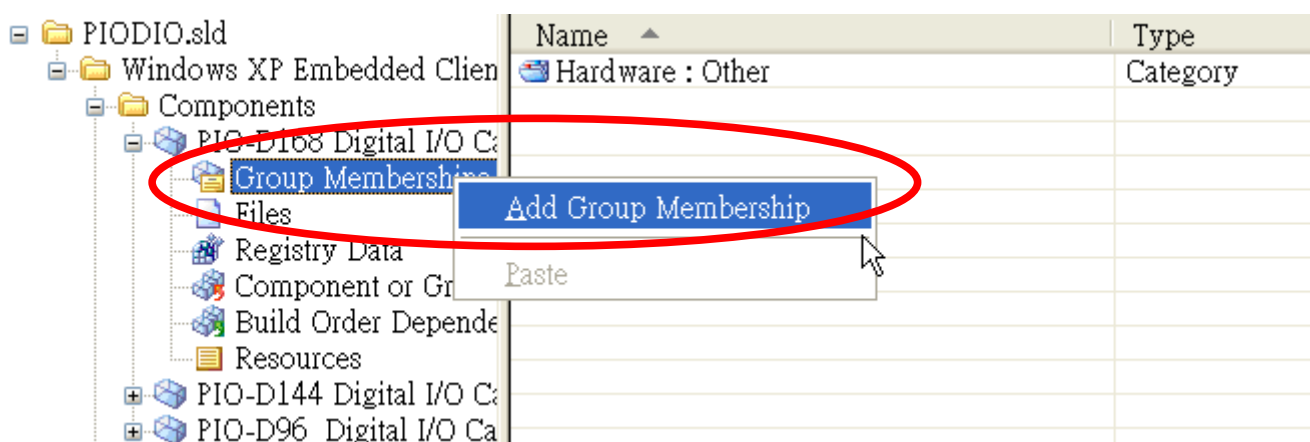 PIODIO.sld
Name
Type
Windows XP Embedded Clien
Hardware : Other
Category
Components
PIO-D168 Digital I/O Ca
Group Memberships
Add Group Membership
Files
Registry Data
Paste
Component or Gr
Build Order Depende
Resources
PIO-D144 Digital I/O Ca
PIO-D96 Digital I/O Ca